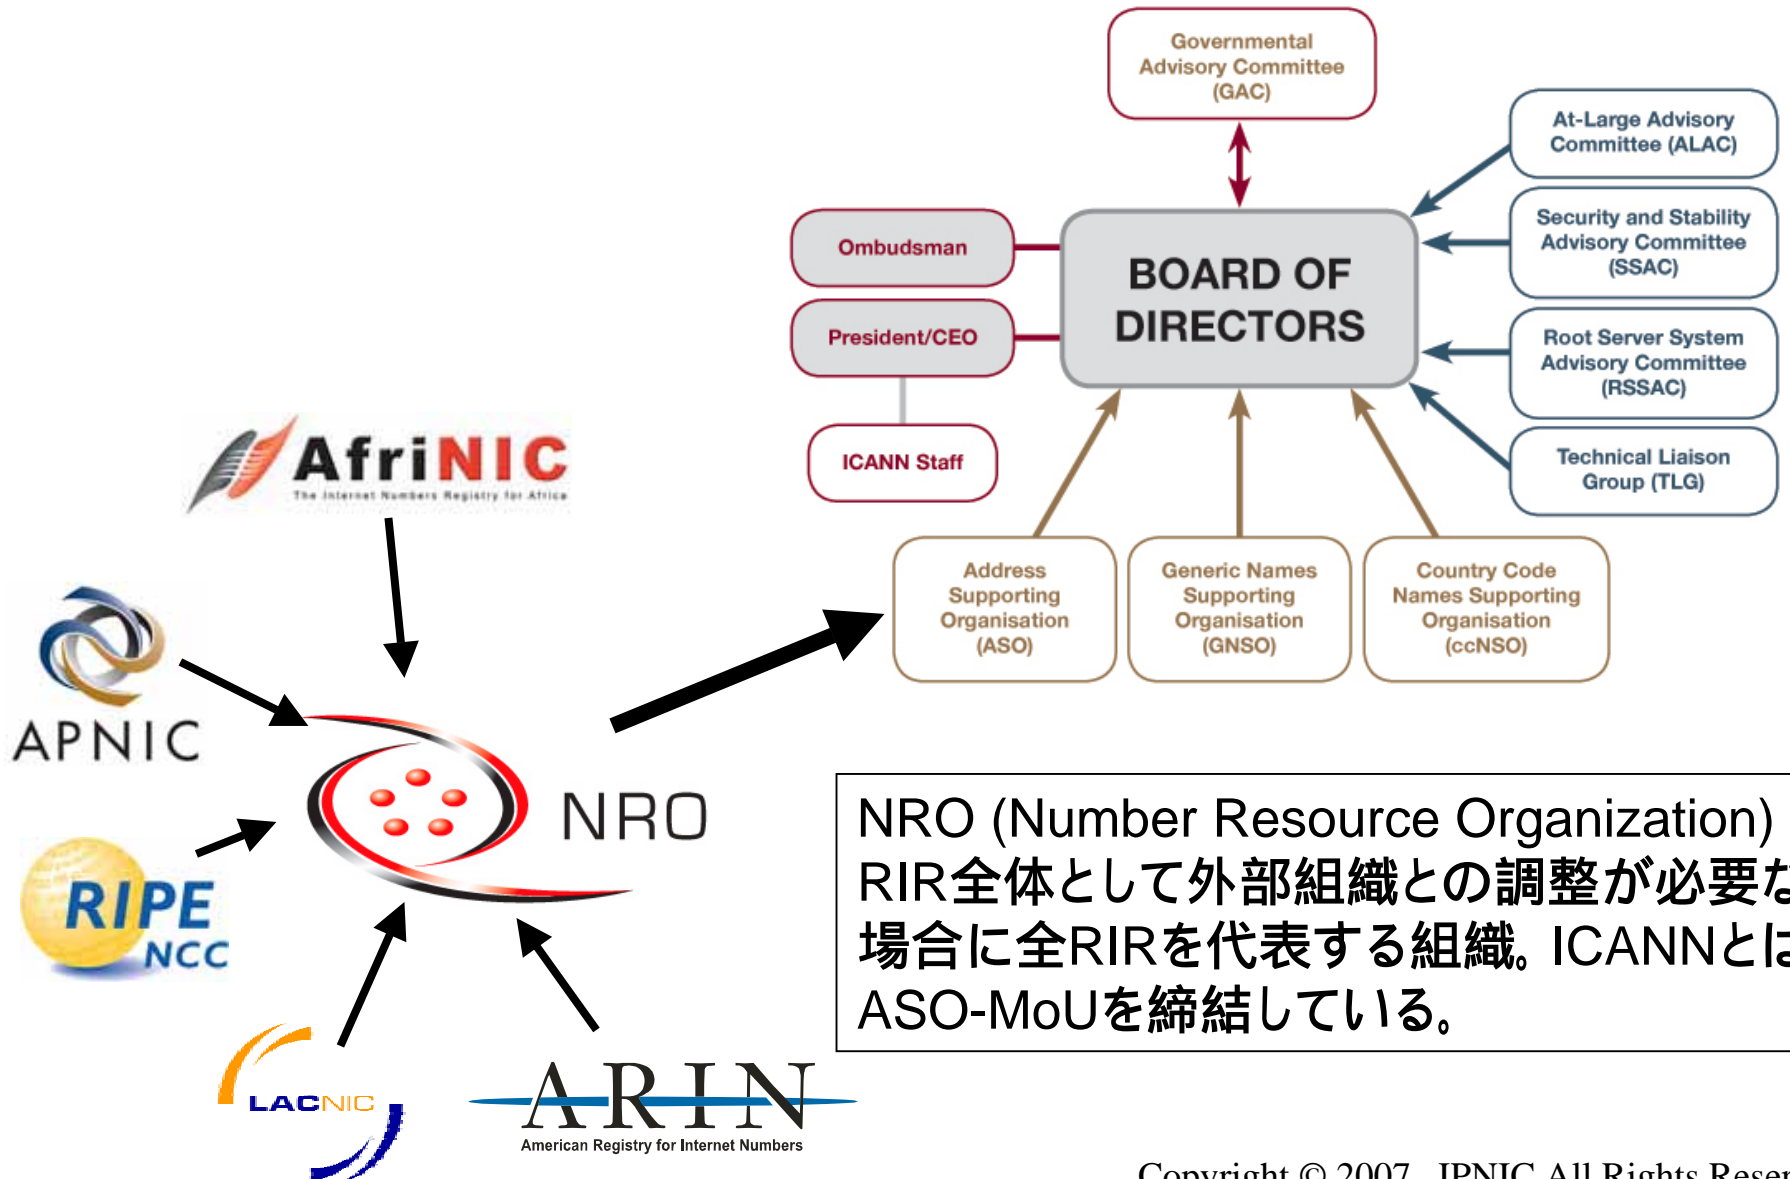 Governmental
Advisory Committee
(GAC)
At-Large Advisory
Committee (ALAC)
Security and Stability
Advisory Committee
(SSAC)
Root Server System
Advisory Committee
(RSSAC)
Technical Liaison
Group (TLG)
Ombudsman
President/CEO
ICANN Staff
BOARD OF
DIRECTORS
Address
Supporting
Organisation
(ASO)
Generic Names
Supporting
Organisation
(GNSO)
Country Code
Names Supporting
Organisation
(ccNSO)
AfriNIC
The Internet Numbers Registry for Africa
APNIC
RIPE
NCC
LACNIC
ARIN
American Registry for Internet Numbers
NRO
NRO (Number Resource Organization)
RIR全体として外部組織との調整が必要な
場合に全RIRを代表する組織。ICANNとは
ASO-MoUを締結している。
Copyright © 2007 JPNIC All Rights Reser